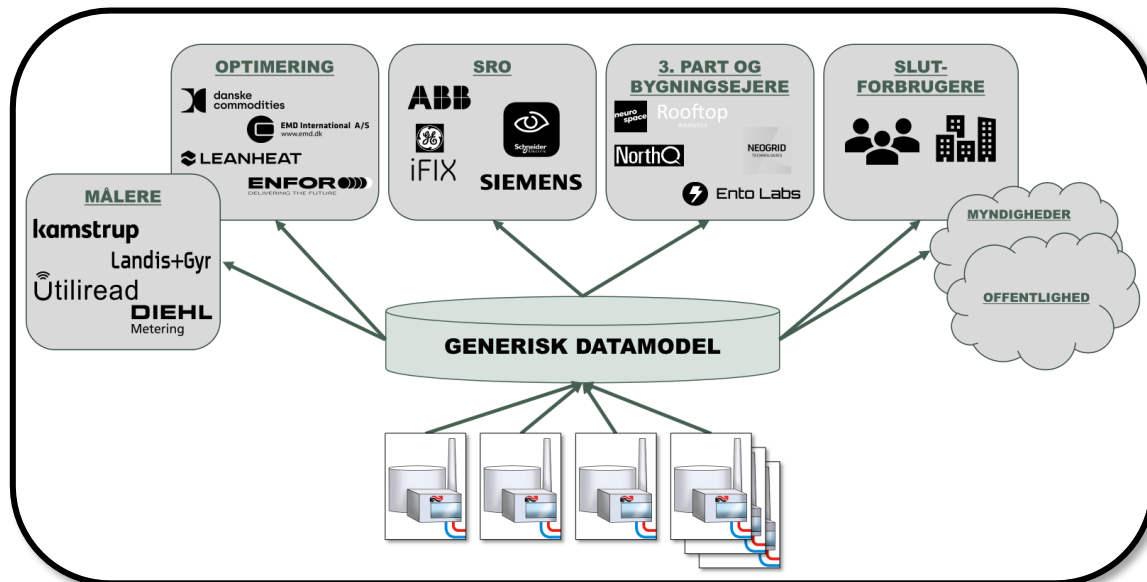 OPTIMERING
danske
commodities
EMD International A/S
www.emd.dk
LEANHEAT
ENFOR
DELIVERING THE FUTURE
SRO
ABB
GE
iFIX
Schneider
Electric
SIEMENS
3. PART OG
BYGNINGSEJERE
neuro
space
Rooftop
Analytics
NorthQ
NEOGRID
TECHNOLOGIES
Ento Labs
SLUT-
FORBRUGERE
MÅLERE
kamstrup
Landis+Gyr
Utiliread
DIEHL
Metering
MYNDIGHEDER
OFFENTLIGHED
GENERISK DATAMODEL